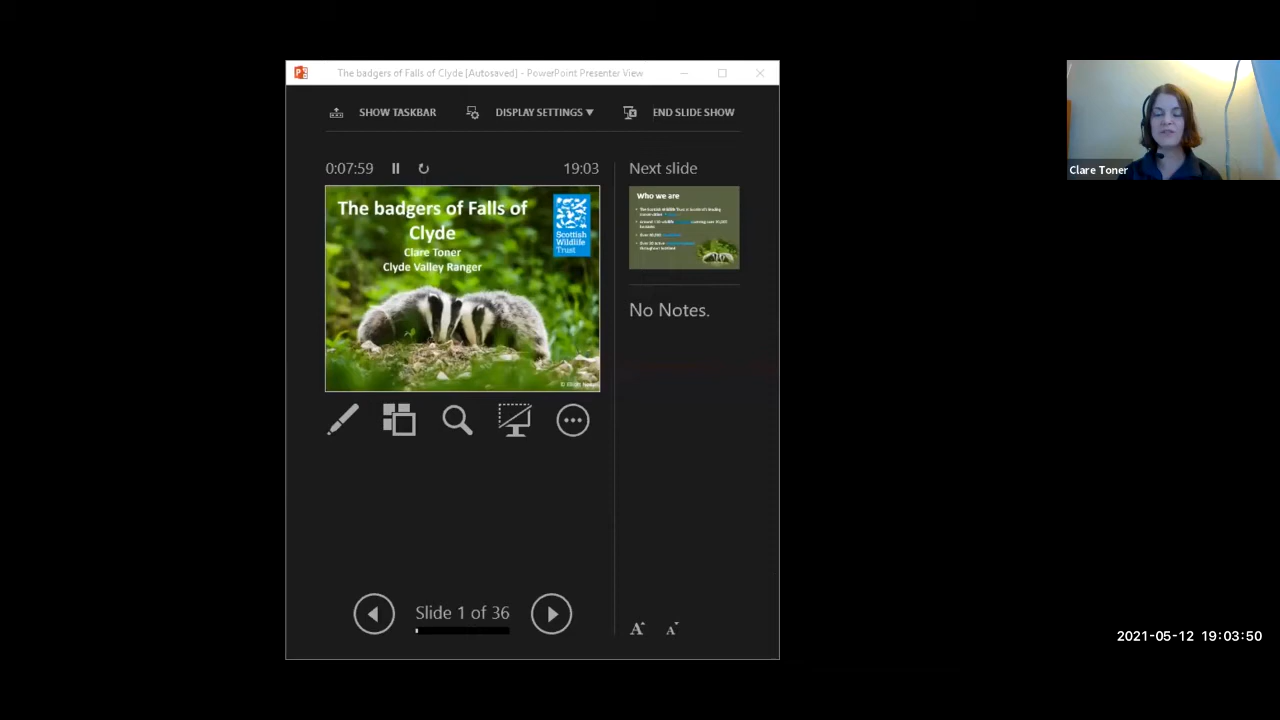 The badgers of Falls of Clyde [Autosaved] - PowerPoint Presenter View
SHOW TASKBAR
DISPLAY SETTINGS
END SLIDE SHOW
0:07:59
19:03
The badgers of Falls of
Clyde
Clare Toner
Clyde Valley Ranger
Scottish
Wildlife
Trust
Next slide
Who we are
No Notes.
Slide 1 of 36
A
A
Clare Toner
2021-05-12 19:03:50